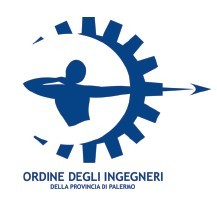 ORDINE DEGLI INGEGNERI
DELLA PROVINCIA DI PALERMO